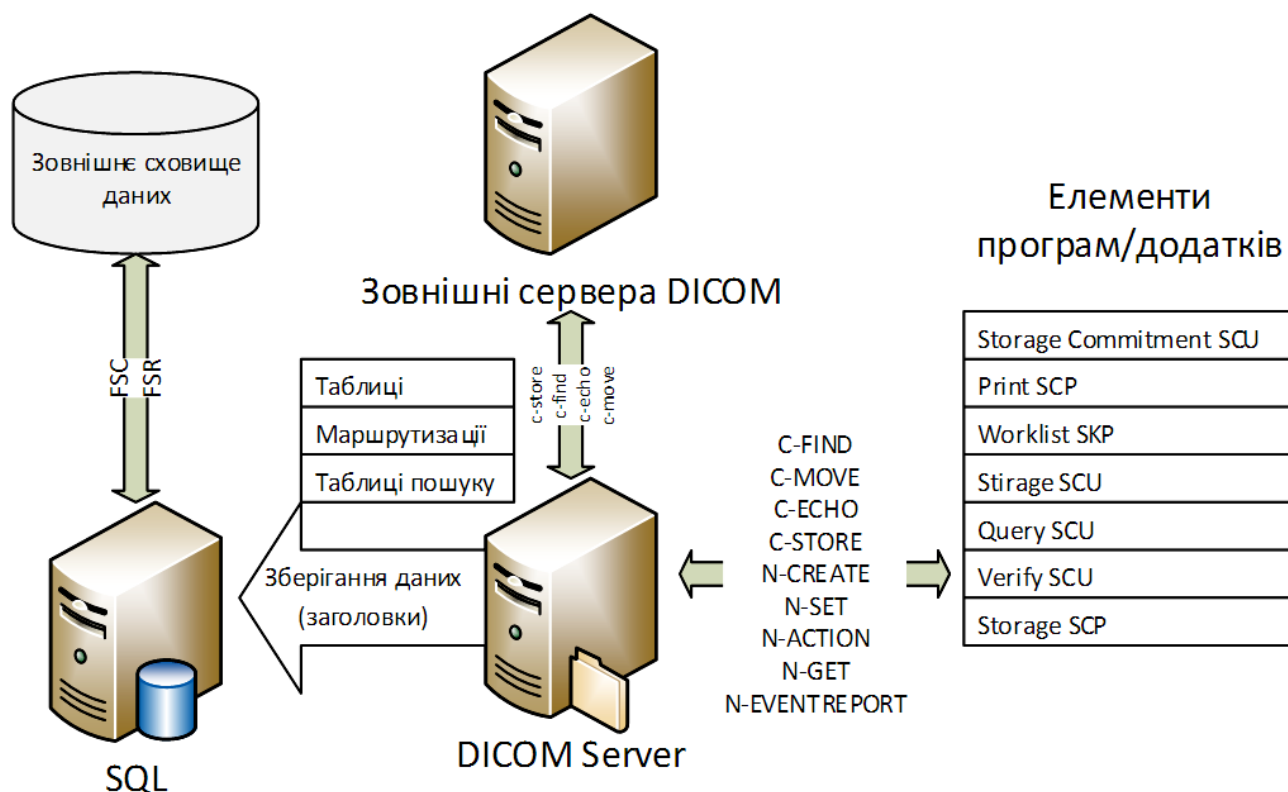 Зовнішнє сховище
даних
Зовнішні сервера DICOM
Елементи
програм/додатків
FSC
FSR
Таблиці
Маршрутизації
Таблиці пошуку
c-store
c-find
c-echo
c-move
Зберігання даних
(заголовки)
C-FIND
C-MOVE
C-ECHO
C-STORE
N-CREATE
N-SET
N-ACTION
N-GET
N-EVENTREPORT
Storage Commitment SCU
Print SCP
Worklist SKP
Stirage SCU
Query SCU
Verify SCU
Storage SCP
SQL
DICOM Server